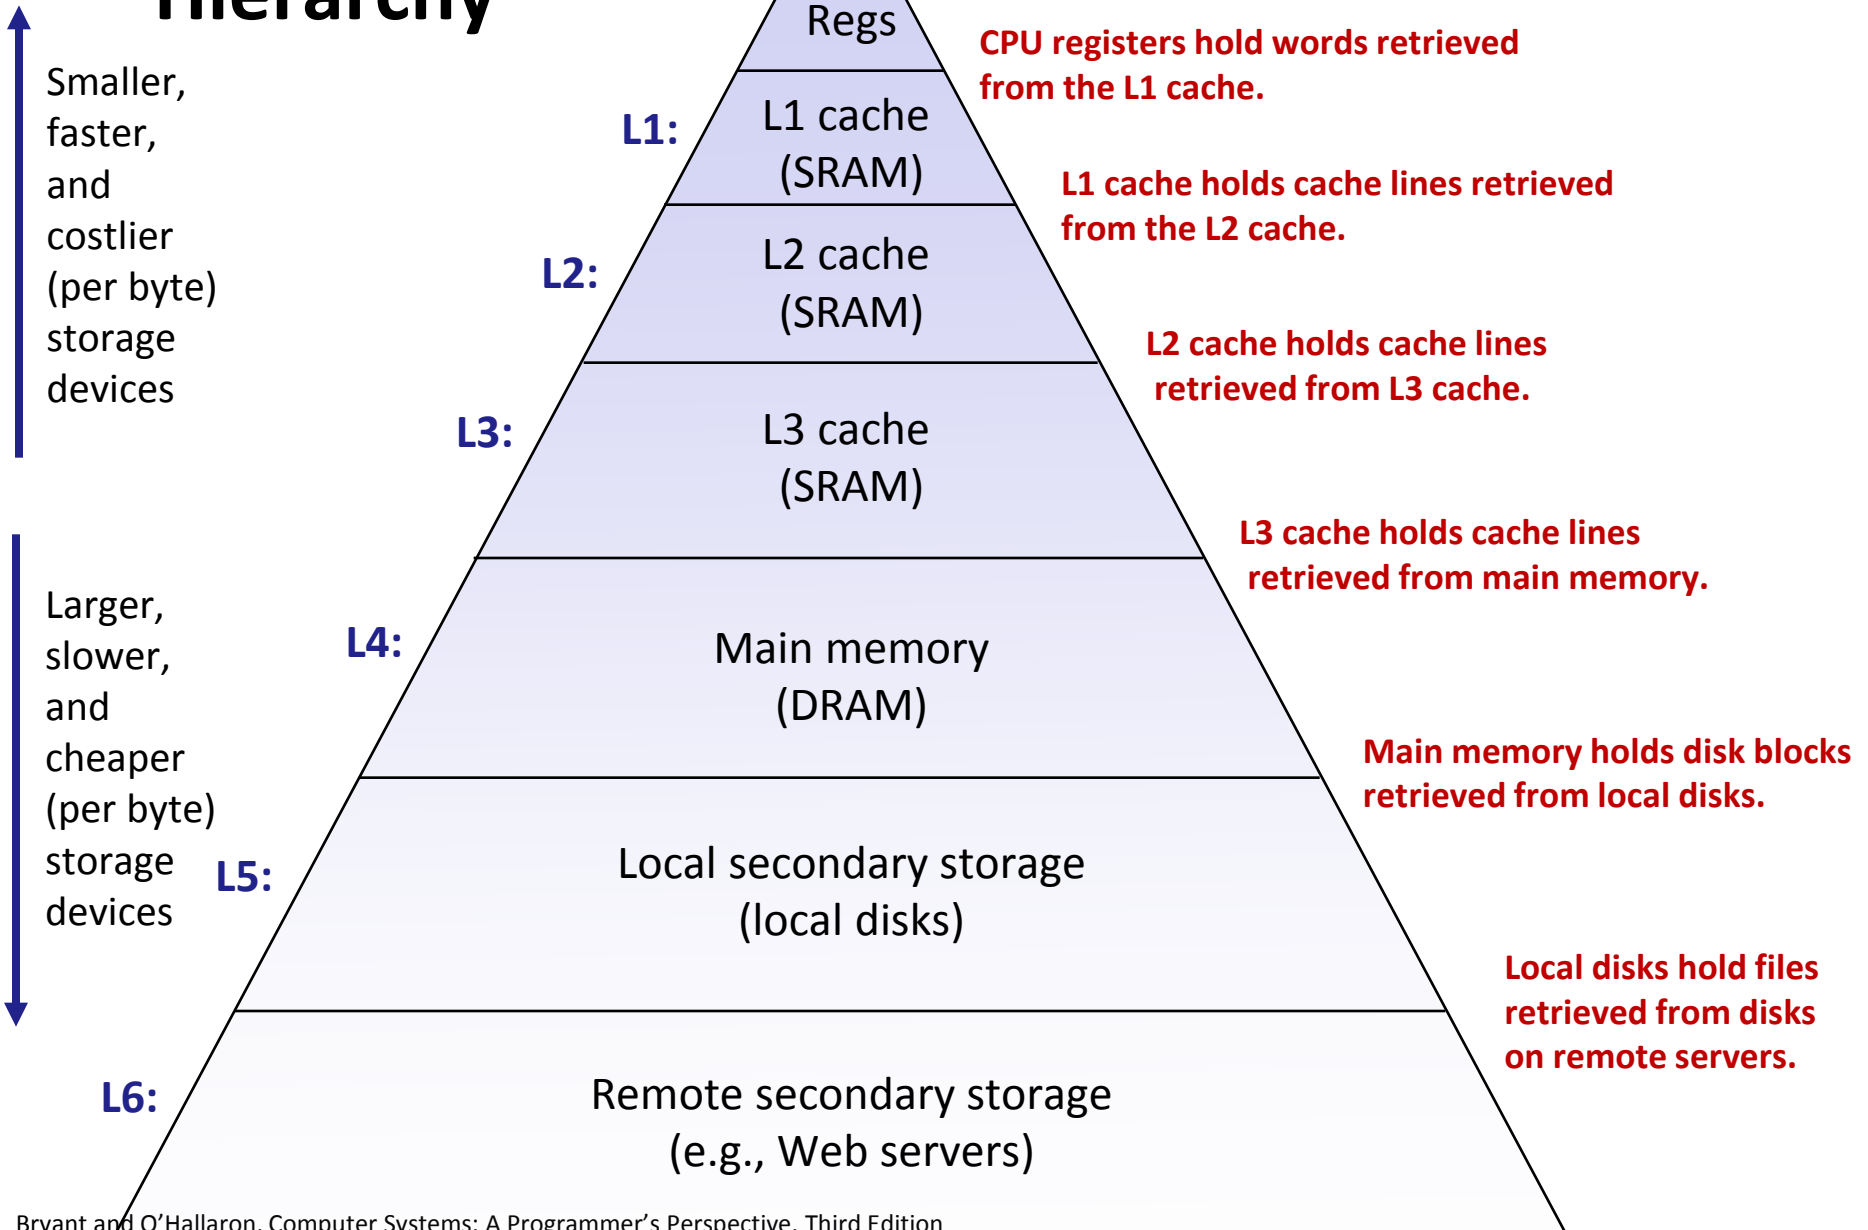 Hierarchy
Smaller,
faster,
and
costlier
(per byte)
storage
devices
Larger,
slower,
and
cheaper
(per byte)
storage
devices
Regs
CPU registers hold words retrieved
from the L1 cache.
L1:
L1 cache
(SRAM)
L1 cache holds cache lines retrieved
from the L2 cache.
L2:
L2 cache
(SRAM)
L2 cache holds cache lines
retrieved from L3 cache.
L3:
L3 cache
(SRAM)
L3 cache holds cache lines
retrieved from main memory.
L4:
Main memory
(DRAM)
Main memory holds disk blocks
retrieved from local disks.
L5:
Local secondary storage
(local disks)
Local disks hold files
retrieved from disks
on remote servers.
L6:
Remote secondary storage
(e.g., Web servers)
Bryant and O'Hallaron, Computer Systems: A Programmer's Perspective, Third Edition